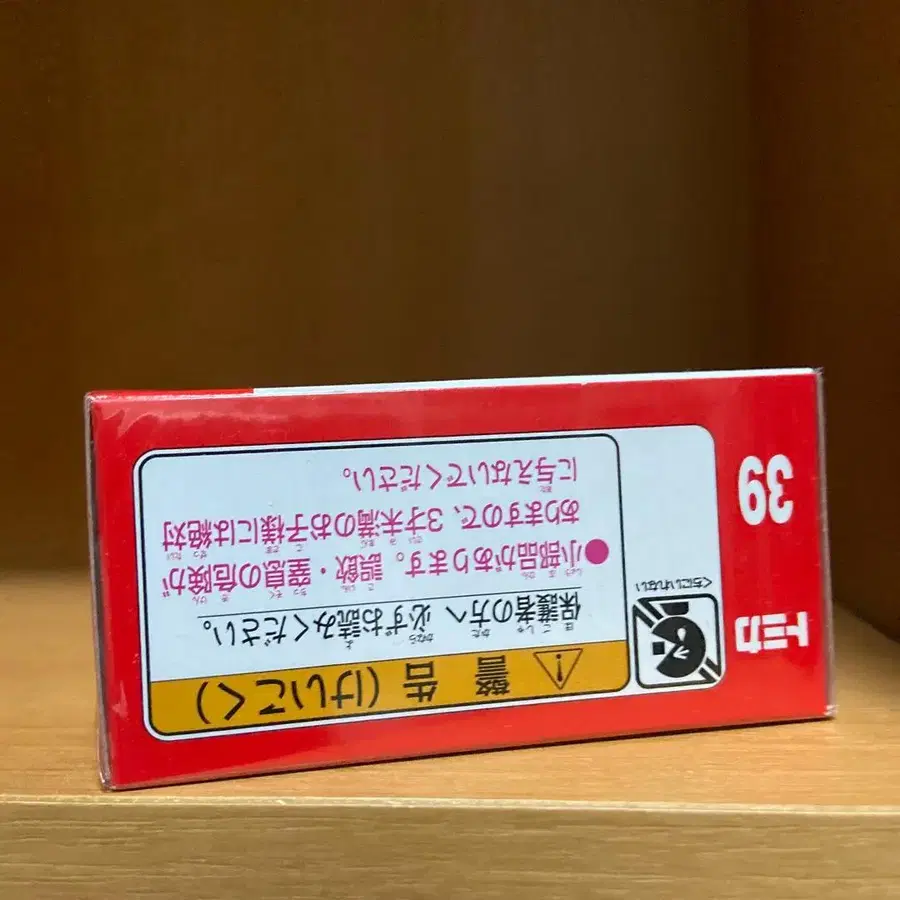 トミカ
39
くちにいれない
警告（けいこく）
保護者の方へ 必ずお読みください。
●小部品があります。誤飲・窒息の危険が
ありますので、3才未満のお子様には絶対
に与えないでください。